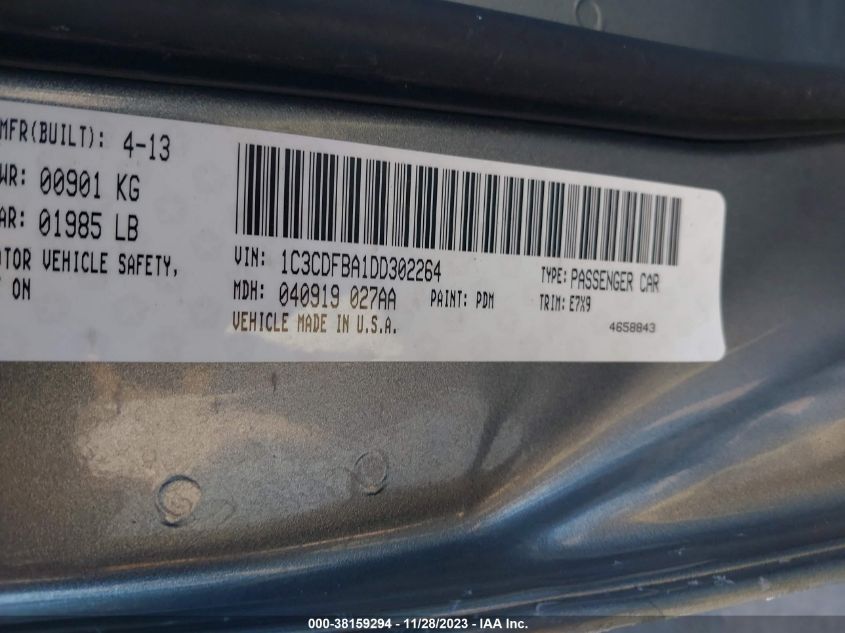 MFR(BUILT): 4-13
WR: 00901 KG
AR: 01985 LB
OTOR VEHICLE SAFETY,
ON
VIN: 1C3CDFBA1DD302264
TYPE: PASSENGER CAR
MDH: 040919 027AA PAINT: PDM
TRIM: E7X9
VEHICLE MADE IN U.S.A.
4658843
000-38159294 - 11/28/2023 - IAA Inc.